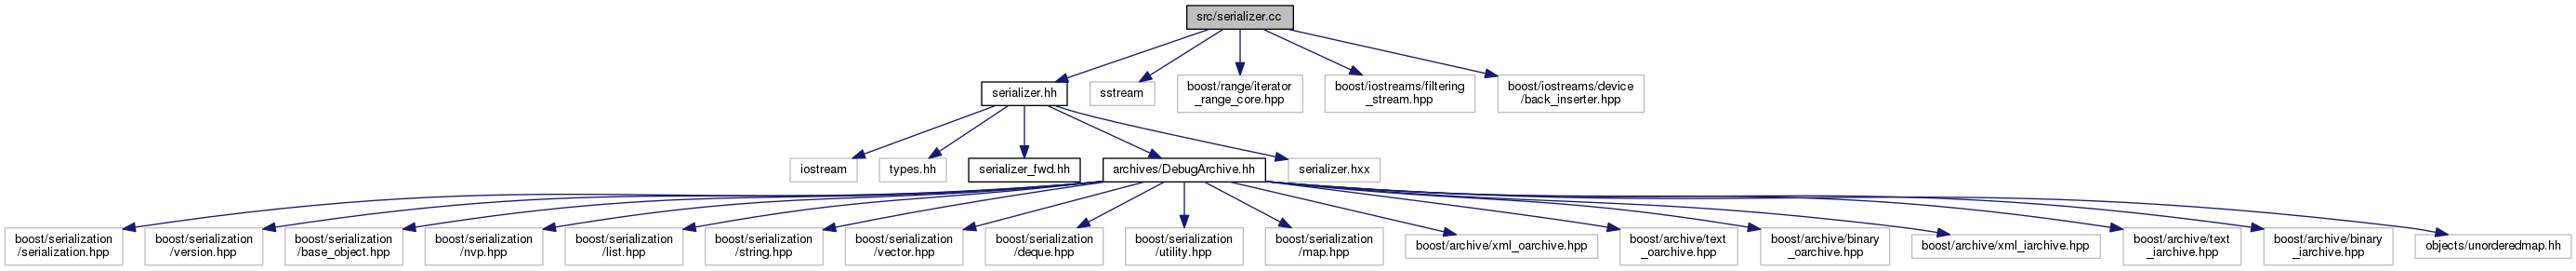 src/serializer.cc
serializer.hh
sstream
boost/range/iterator
_range_core.hpp
boost/iostreams/filtering
_stream.hpp
boost/iostreams/device
/back_inserter.hpp
iostream
types.hh
serializer_fwd.hh
archives/DebugArchive.hh
serializer.hxx
boost/serialization
/serialization.hpp
boost/serialization
/version.hpp
boost/serialization
/base_object.hpp
boost/serialization
/nvp.hpp
boost/serialization
/list.hpp
boost/serialization
/string.hpp
boost/serialization
/vector.hpp
boost/serialization
/deque.hpp
boost/serialization
/utility.hpp
boost/serialization
/map.hpp
boost/archive/xml_oarchive.hpp
boost/archive/text
_oarchive.hpp
boost/archive/binary
_oarchive.hpp
boost/archive/xml_iarchive.hpp
boost/archive/text
_iarchive.hpp
boost/archive/binary
_iarchive.hpp
objects/unorderedmap.hh